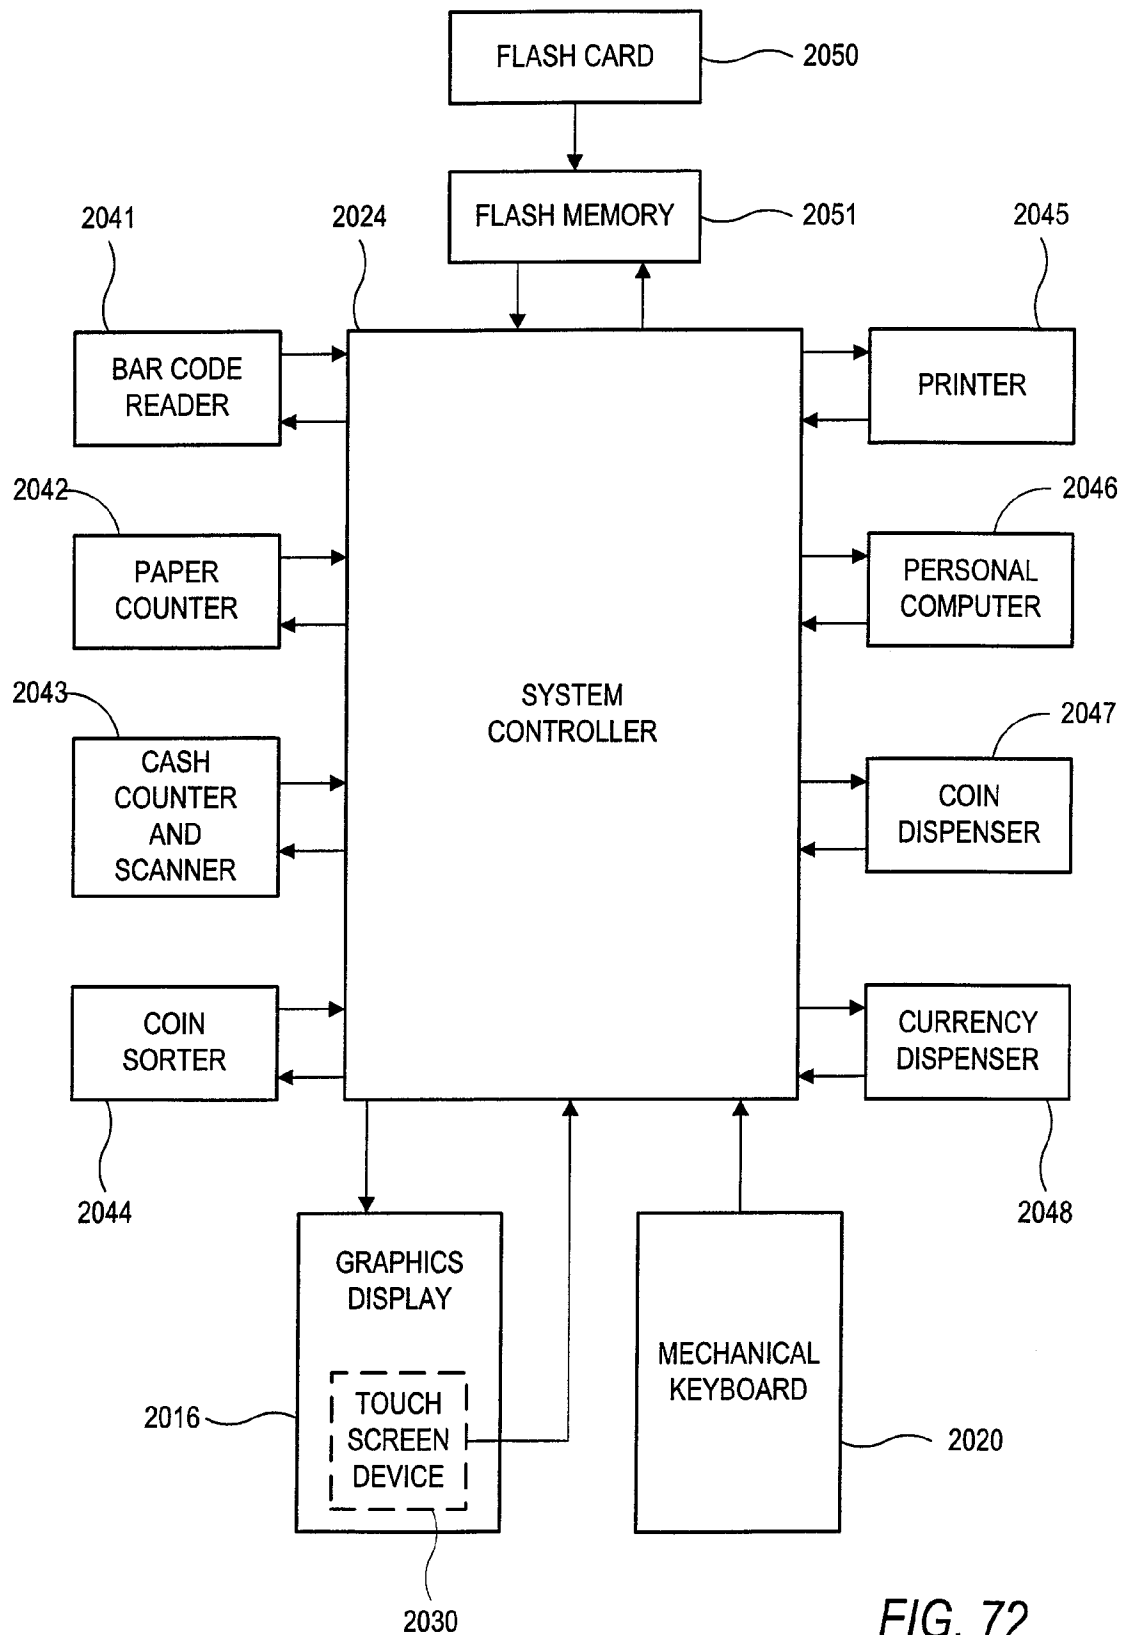 FLASH CARD
2050
FLASH MEMORY
2051
2041
2024
2045
BAR CODE
READER
PRINTER
2042
2046
PAPER
COUNTER
PERSONAL
COMPUTER
2043
2047
SYSTEM
CONTROLLER
CASH
COUNTER
AND
SCANNER
COIN
DISPENSER
COIN
SORTER
CURRENCY
DISPENSER
2044
2048
GRAPHICS
DISPLAY
MECHANICAL
KEYBOARD
TOUCH
SCREEN
DEVICE
2016
2020
2030
FIG. 72